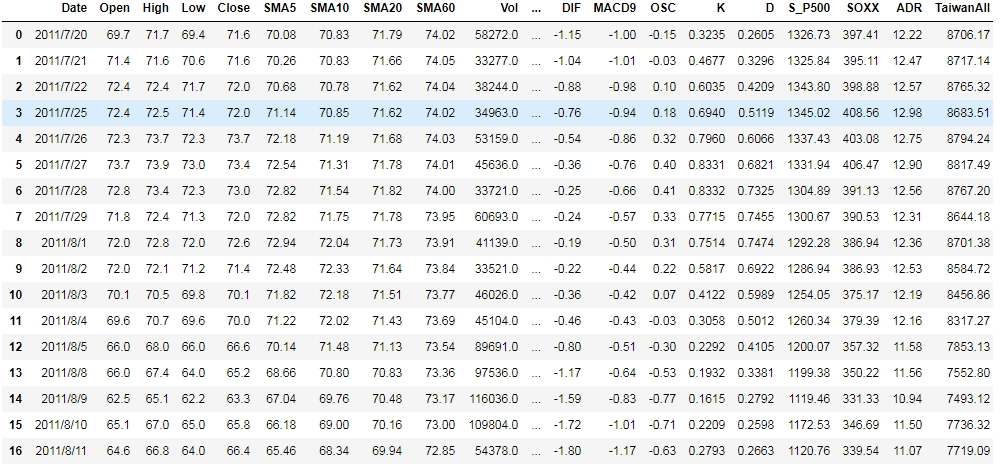 Date Open High Low Close SMA5 SMA10 SMA20 SMA60 Vol ... DIF MACD9 OSC K D S_P500 SOXX ADR TaiwanAll
0 2011/7/20 69.7 71.7 69.4 71.6 70.08 70.83 71.79 74.02 58272.0 ... -1.15 -1.00 -0.15 0.3235 0.2605 1326.73 397.41 12.22 8706.17
1 2011/7/21 71.4 71.6 70.6 71.6 70.26 70.83 71.66 74.05 33277.0 ... -1.04 -1.01 -0.03 0.4677 0.3296 1325.84 395.11 12.47 8717.14
2 2011/7/22 72.4 72.4 71.7 72.0 70.68 70.78 71.62 74.04 38244.0 ... -0.88 -0.98 0.10 0.6035 0.4209 1343.80 398.88 12.57 8765.32
3 2011/7/25 72.4 72.5 71.4 72.0 71.14 70.85 71.62 74.02 34963.0 ... -0.76 -0.94 0.18 0.6940 0.5119 1345.02 408.56 12.98 8683.51
4 2011/7/26 72.3 73.7 72.3 73.7 72.18 71.19 71.68 74.03 53159.0 ... -0.54 -0.86 0.32 0.7960 0.6066 1337.43 403.08 12.75 8794.24
5 2011/7/27 73.7 73.9 73.0 73.4 72.54 71.31 71.78 74.01 45636.0 ... -0.36 -0.76 0.40 0.8331 0.6821 1331.94 406.47 12.90 8817.49
6 2011/7/28 72.8 73.4 72.3 73.0 72.82 71.54 71.82 74.00 33721.0 ... -0.25 -0.66 0.41 0.8332 0.7325 1304.89 391.13 12.56 8767.20
7 2011/7/29 71.8 72.4 71.3 72.0 72.82 71.75 71.78 73.95 60693.0 ... -0.24 -0.57 0.33 0.7715 0.7455 1300.67 390.53 12.31 8644.18
8 2011/8/1 72.0 72.8 72.0 72.6 72.94 72.04 71.73 73.91 41139.0 ... -0.19 -0.50 0.31 0.7514 0.7474 1292.28 386.94 12.36 8701.38
9 2011/8/2 72.0 72.1 71.2 71.4 72.48 72.33 71.64 73.84 33521.0 ... -0.22 -0.44 0.22 0.5817 0.6922 1286.94 386.93 12.53 8584.72
10 2011/8/3 70.1 70.5 69.8 70.1 71.82 72.18 71.51 73.77 46026.0 ... -0.36 -0.42 0.07 0.4122 0.5989 1254.05 375.17 12.19 8456.86
11 2011/8/4 69.6 70.7 69.6 70.0 71.22 72.02 71.43 73.69 45104.0 ... -0.46 -0.43 -0.03 0.3058 0.5012 1260.34 379.39 12.16 8317.27
12 2011/8/5 66.0 68.0 66.0 66.6 70.14 71.48 71.13 73.54 89691.0 ... -0.80 -0.51 -0.30 0.2292 0.4105 1200.07 357.32 11.58 7853.13
13 2011/8/8 66.0 67.4 64.0 65.2 68.66 70.80 70.83 73.36 97536.0 ... -1.17 -0.64 -0.53 0.1932 0.3381 1199.38 350.22 11.56 7552.80
14 2011/8/9 62.5 65.1 62.2 63.3 67.04 69.76 70.48 73.17 116036.0 ... -1.59 -0.83 -0.77 0.1615 0.2792 1119.46 331.33 10.94 7493.12
15 2011/8/10 65.1 67.0 65.0 65.8 66.18 69.00 70.16 73.00 109804.0 ... -1.72 -1.01 -0.71 0.2209 0.2598 1172.53 346.69 11.50 7736.32
16 2011/8/11 64.6 66.8 64.0 66.4 65.46 68.34 69.94 72.85 54378.0 ... -1.80 -1.17 -0.63 0.2793 0.2663 1120.76 339.54 11.07 7719.09